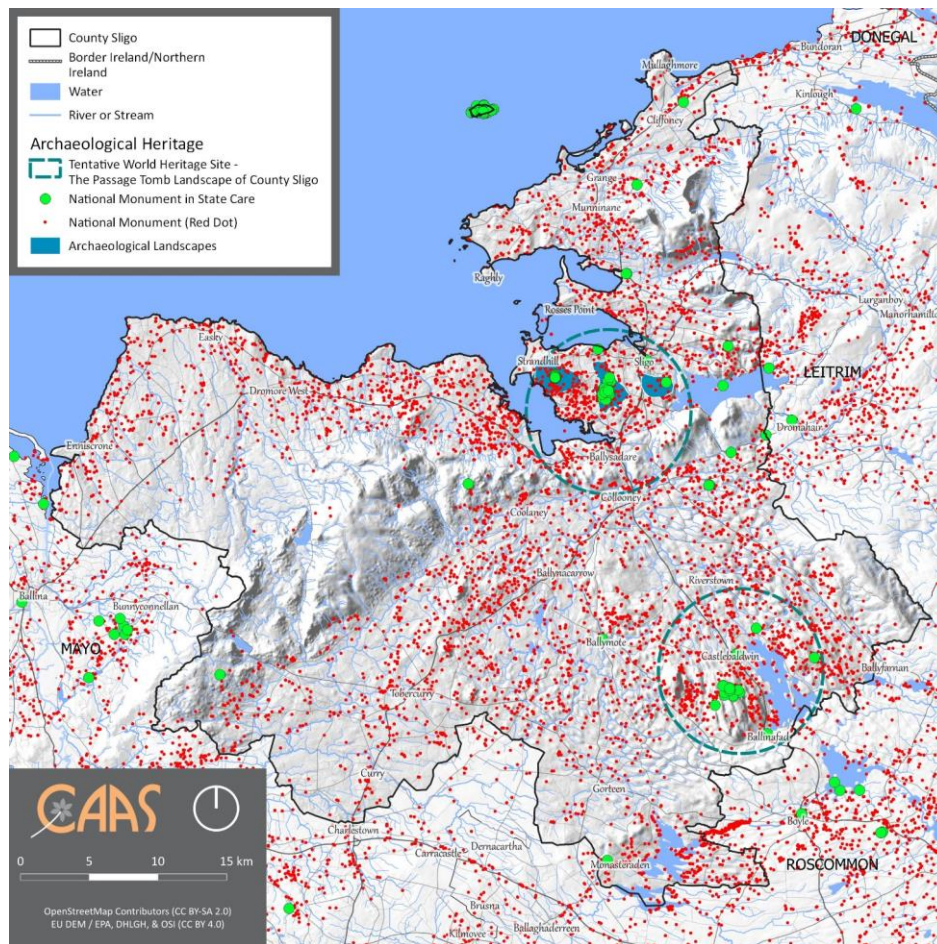 County Sligo
Border Ireland/Northern
Ireland
Water
River or Stream
Archaeological Heritage
Tentative World Heritage Site -
The Passage Tomb Landscape of County Sligo
National Monument in State Care
National Monument (Red Dot)
Archaeological Landscapes
DONEGAL
Bundoran
Mullaghmore
Kinlough
Cliffoney
Grange
Munninane
Raghly
Lurganboy
Rosses Point
Manorhamilton
Easky
Strandhill
Sligo
LEITRIM
Dromore West
Dromahair
Enniscrone
Ballysadare
Collooney
Coolaney
Ballynacarrow
Riverstown
Ballina
Bunnyconnellan
Ballymote
MAYO
Castlebaldwin
Ballyfarnan
Tobercurry
Ballinafad
Curry
Gorteen
Charlestown
Boyle
Dernacartha
Carracastle
Monasteraden
ROSCOMMON
Brusna
Ballaghaderreen
Kilmovee
CAAS
0 5 10 15 km
OpenStreetMap Contributors (CC BY-SA 2.0)
EU DEM / EPA, DHLGH, & OSI (CC BY 4.0)